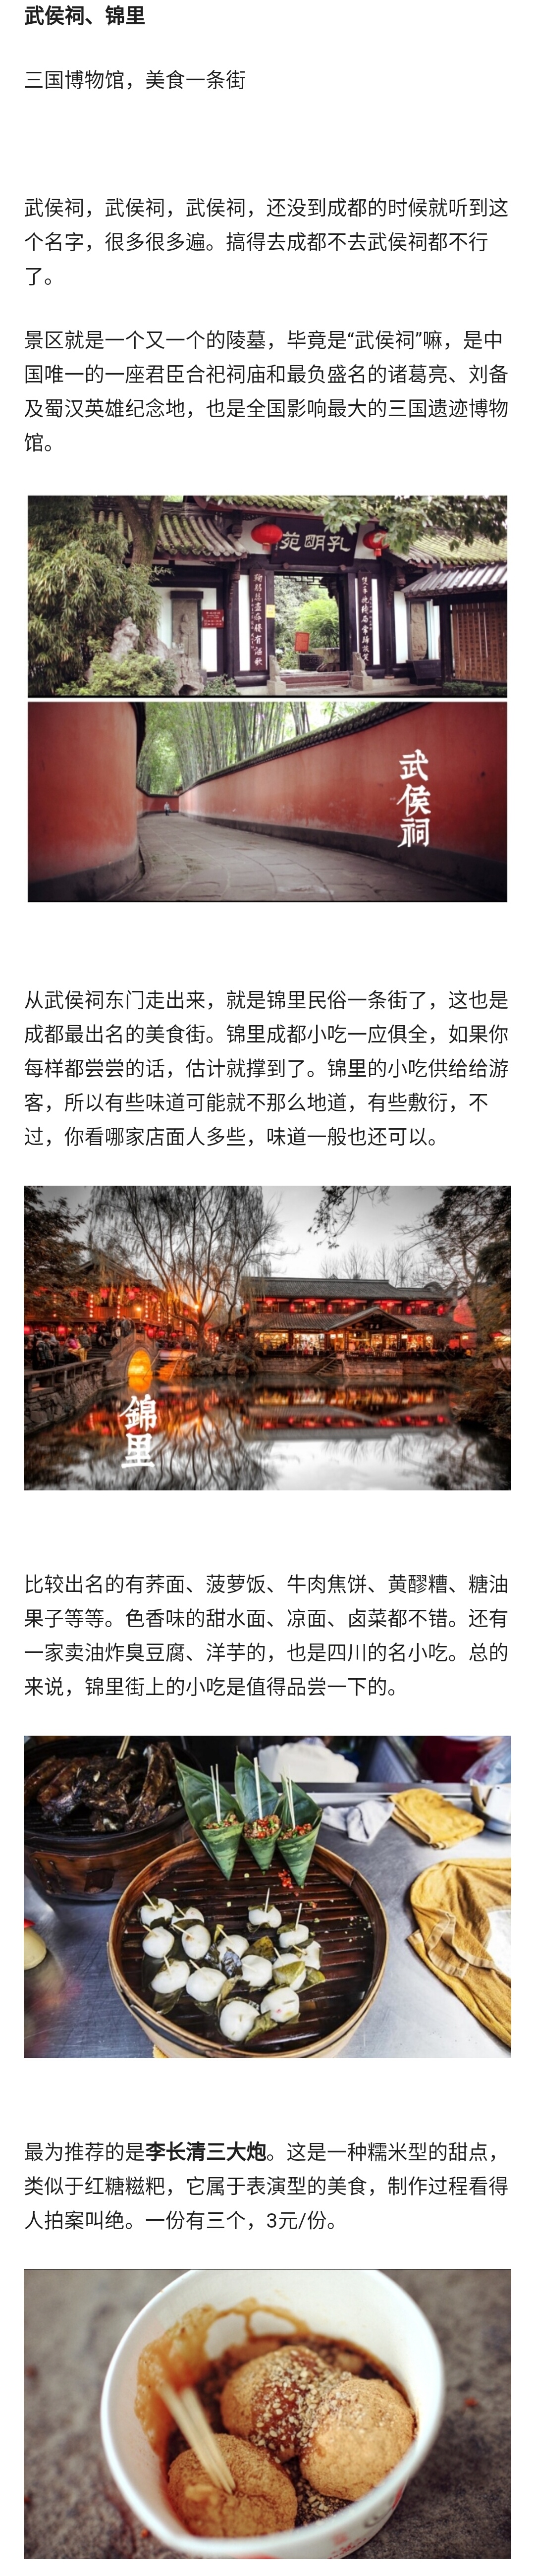 武侯祠、锦里
三国博物馆，美食一条街
武侯祠，武侯祠，武侯祠，还没到成都的时候就听到这
个名字，很多很多遍。搞得去成都不去武侯祠都不行
了。
景区就是一个又一个的陵墓，毕竟是“武侯祠”嘛，是中
国唯一的一座君臣合祀祠庙和最负盛名的诸葛亮、刘备
及蜀汉英雄纪念地，也是全国影响最大的三国遗迹博物
馆。
苑明孔
武侯祠
从武侯祠东门走出来，就是锦里民俗一条街了，这也是
成都最出名的美食街。锦里成都小吃一应俱全，如果你
每样都尝尝的话，估计就撑到了。锦里的小吃供给给游
客，所以有些味道可能就不那么地道，有些敷衍，不
过，你看哪家店面人多些，味道一般也还可以。
錦里
比较出名的有荞面、菠萝饭、牛肉焦饼、黄醪糟、糖油
果子等等。色香味的甜水面、凉面、卤菜都不错。还有
一家卖油炸臭豆腐、洋芋的，也是四川的名小吃。总的
来说，锦里街上的小吃是值得品尝一下的。
最为推荐的是李长清三大炮。这是一种糯米型的甜点，
类似于红糖糍粑，它属于表演型的美食，制作过程看得
人拍案叫绝。一份有三个，3元/份。